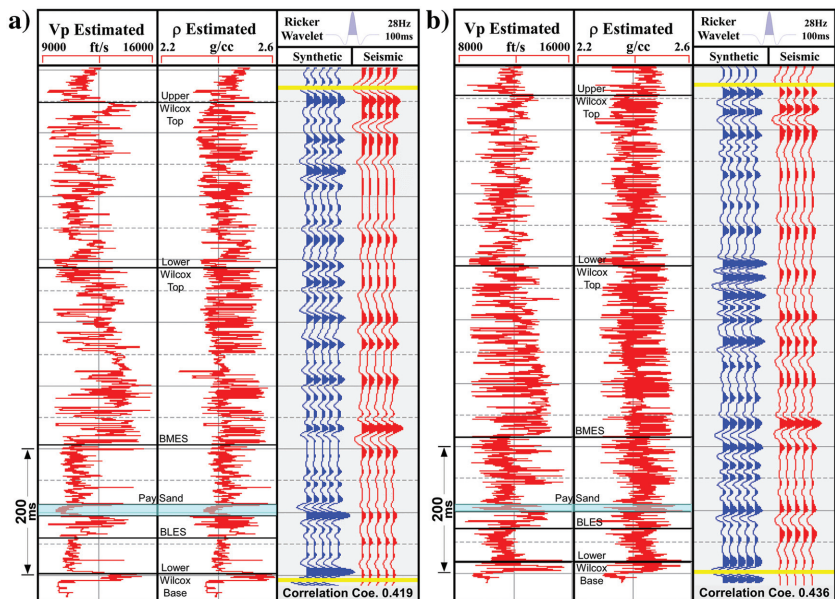 a)
Vp Estimated
9000 ft/s 16000
ρ Estimated
2.2 g/cc 2.6
Ricker Wavelet
28Hz
100ms
Synthetic
Seismic
Upper
Wilcox
Top
Lower
Wilcox
Top
BMES
Pay Sand
BLES
Lower
Wilcox
Base
200
ms
Correlation Coe. 0.419
b)
Vp Estimated
8000 ft/s 16000
ρ Estimated
2.2 g/cc 2.6
Ricker Wavelet
28Hz
100ms
Synthetic
Seismic
Upper
Wilcox
Top
Lower
Wilcox
Top
BMES
Pay Sand
BLES
Lower
Wilcox
Base
200
ms
Correlation Coe. 0.436